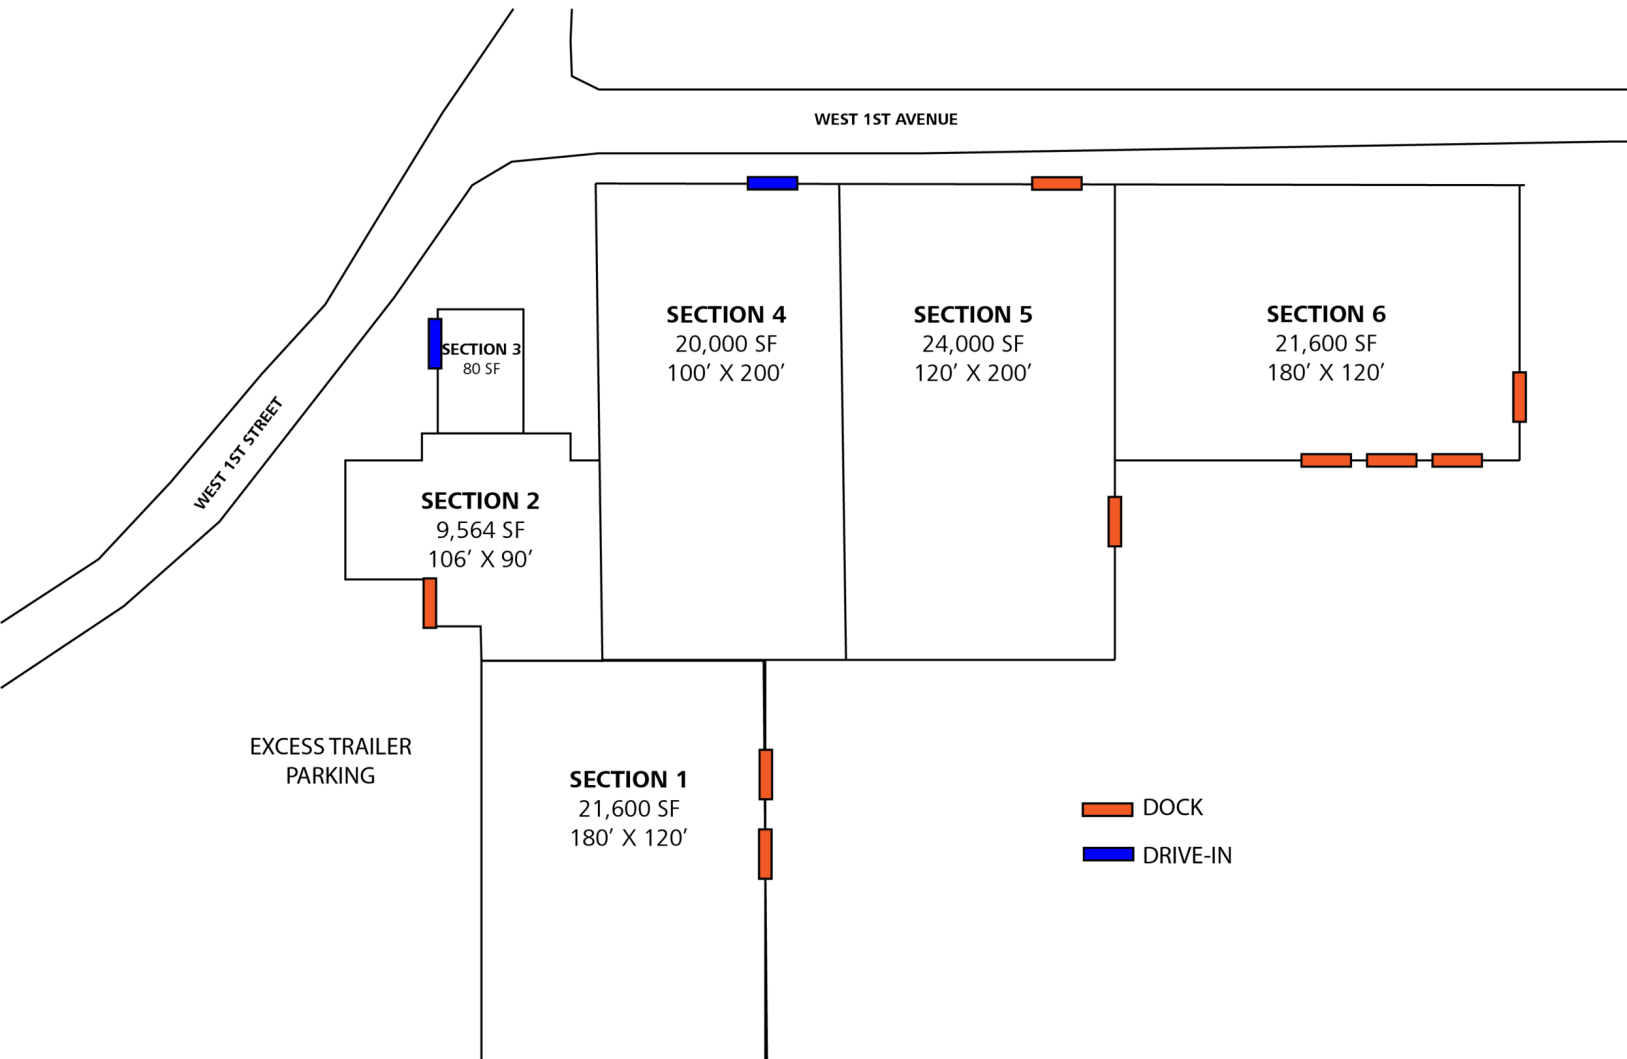 WEST 1ST AVENUE
SECTION 4
20,000 SF
100’ X 200’
SECTION 5
24,000 SF
120’ X 200’
SECTION 6
21,600 SF
180’ X 120’
SECTION 3
80 SF
WEST 1ST STREET
SECTION 2
9,564 SF
106’ X 90’
EXCESS TRAILER
PARKING
SECTION 1
21,600 SF
180’ X 120’
DOCK
DRIVE-IN